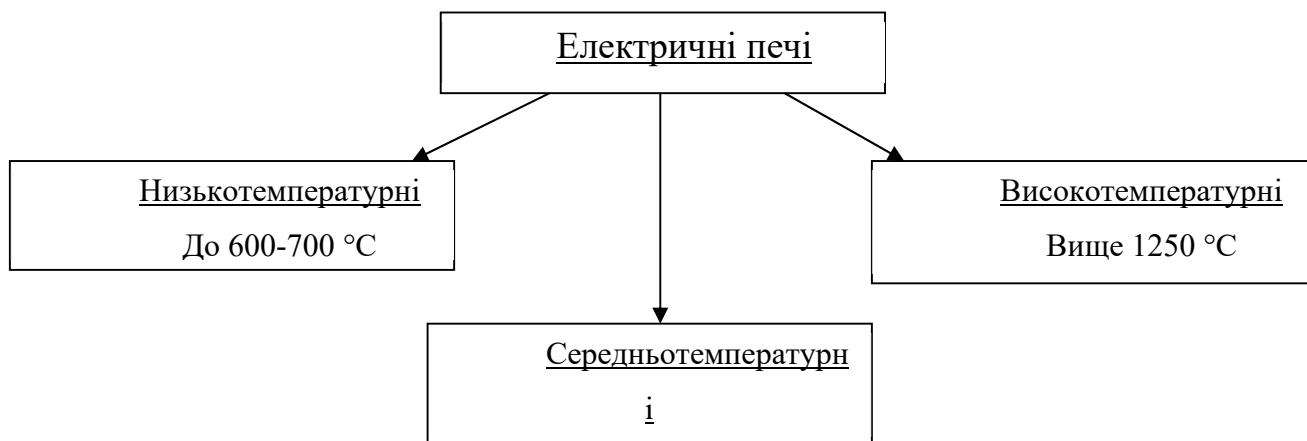 Електричні печі
Низькотемпературні
До 600-700 °C
Високотемпературні
Вище 1250 °C
Середньотемпературн
і